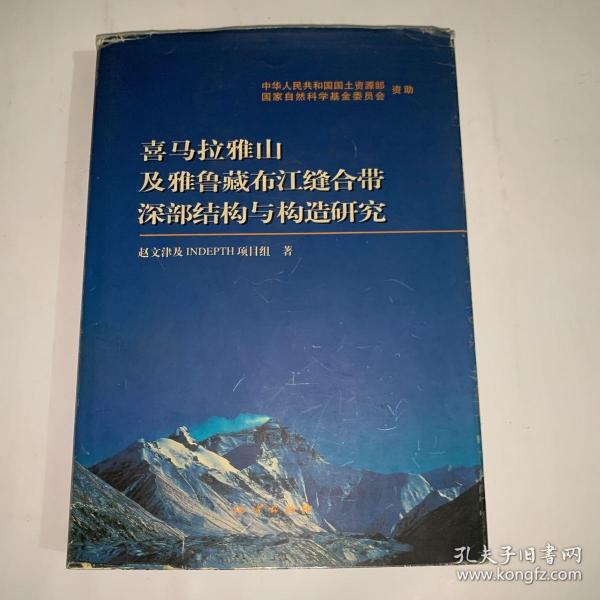 中华人民共和国国土资源部
国家自然科学基金委员会 资助
喜马拉雅山
及雅鲁藏布江缝合带
深部结构与构造研究
赵文津及INDEPTH项目组 著
孔夫子旧书网
www.kongfz.com